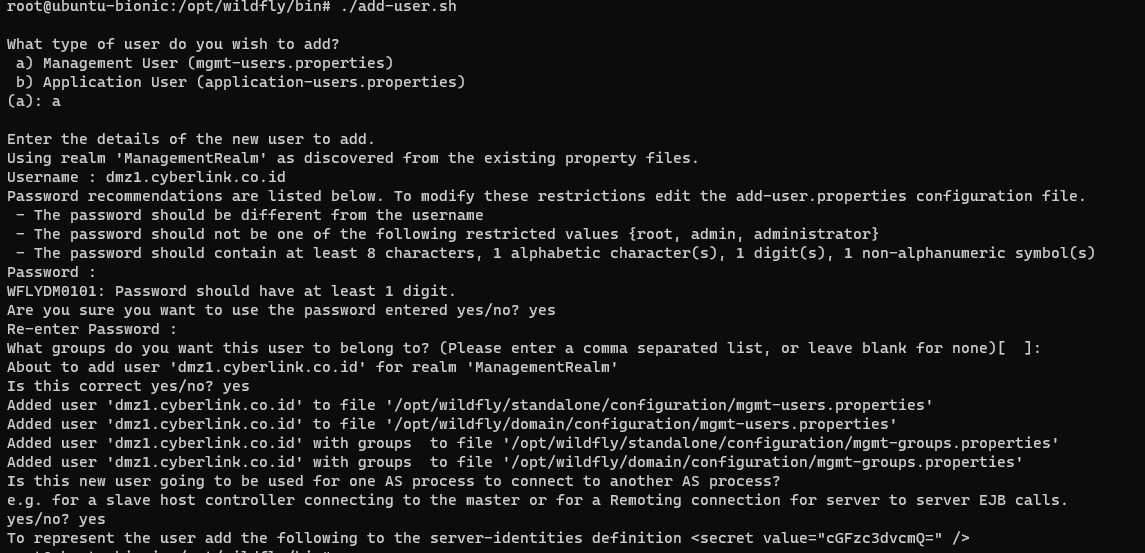 root@ubuntu-bionic:/opt/wildfly/bin# ./add-user.sh
What type of user do you wish to add?
 a) Management User (mgmt-users.properties)
 b) Application User (application-users.properties)
(a): a
Enter the details of the new user to add.
Using realm 'ManagementRealm' as discovered from the existing property files.
Username : dmz1.cyberlink.co.id
Password recommendations are listed below. To modify these restrictions edit the add-user.properties configuration file.
 - The password should be different from the username
 - The password should not be one of the following restricted values {root, admin, administrator}
 - The password should contain at least 8 characters, 1 alphabetic character(s), 1 digit(s), 1 non-alphanumeric symbol(s)
Password :
WFLYDM0101: Password should have at least 1 digit.
Are you sure you want to use the password entered yes/no? yes
Re-enter Password :
What groups do you want this user to belong to? (Please enter a comma separated list, or leave blank for none)[  ]:
About to add user 'dmz1.cyberlink.co.id' for realm 'ManagementRealm'
Is this correct yes/no? yes
Added user 'dmz1.cyberlink.co.id' to file '/opt/wildfly/standalone/configuration/mgmt-users.properties'
Added user 'dmz1.cyberlink.co.id' to file '/opt/wildfly/domain/configuration/mgmt-users.properties'
Added user 'dmz1.cyberlink.co.id' with groups  to file '/opt/wildfly/standalone/configuration/mgmt-groups.properties'
Added user 'dmz1.cyberlink.co.id' with groups  to file '/opt/wildfly/domain/configuration/mgmt-groups.properties'
Is this new user going to be used for one AS process to connect to another AS process?
e.g. for a slave host controller connecting to the master or for a Remoting connection for server to server EJB calls.
yes/no? yes
To represent the user add the following to the server-identities definition <secret value="cGFzc3dvcmQ=" />